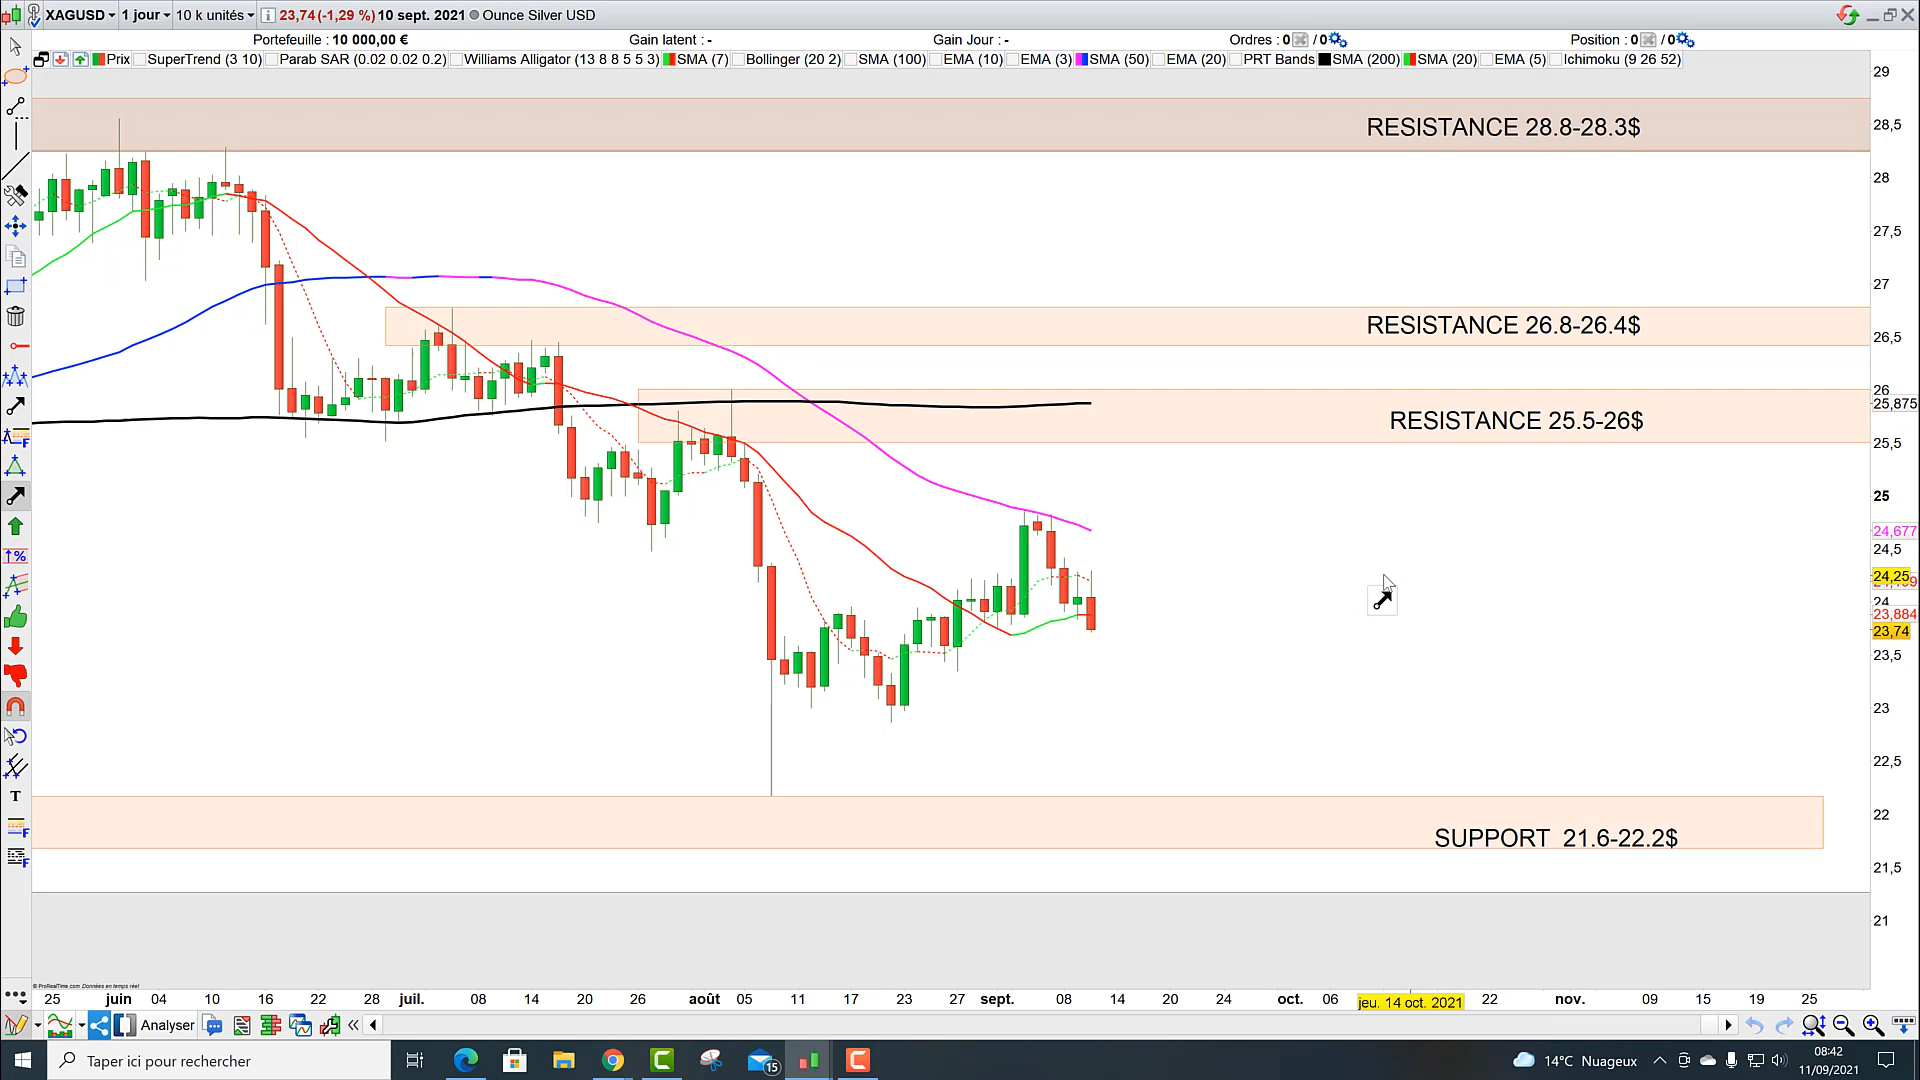 XAGUSD 1 jour 10 k unités 23,74 (-1,29 %) 10 sept. 2021 Ounce Silver USD
Portefeuille : 10 000,00 € Gain latent : - Gain Jour : - Ordres : 0 / 0 Position : 0 / 0
Prix SuperTrend (3 10) Parab SAR (0.02 0.02 0.2) Williams Alligator (13 8 8 5 5 3) SMA (7) Bollinger (20 2) SMA (100) EMA (10) EMA (3) SMA (50) EMA (20) PRT Bands SMA (200) SMA (20) EMA (5) Ichimoku (9 26 52)
29
RESISTANCE 28.8-28.3$
28,5
28
27,5
27
RESISTANCE 26.8-26.4$
26,5
26
25,875
RESISTANCE 25.5-26$
25,5
25
24,677
24,5
24,25
24
23,884
23,74
23,5
23
22,5
22
SUPPORT 21.6-22.2$
21,5
21
© ProRealTime.com Données en temps réel
25 juin 04 10 16 22 28 juil. 08 14 20 26 août 05 11 17 23 27 sept. 08 14 20 24 oct. 06 jeu. 14 oct. 2021 22 nov. 09 15 19 25
Analyser
Taper ici pour rechercher
15
14°C Nuageux
08:42
11/09/2021